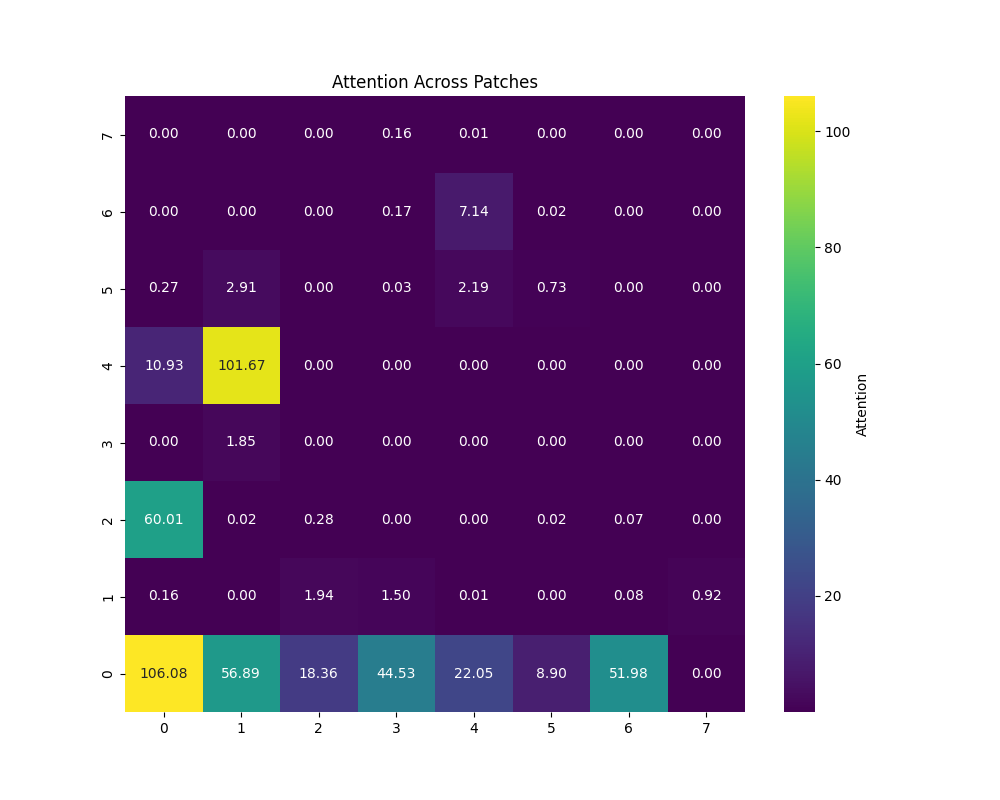 Attention Across Patches
7 0.00 0.00 0.00 0.16 0.01 0.00 0.00 0.00
100
6 0.00 0.00 0.00 0.17 7.14 0.02 0.00 0.00
80
5 0.27 2.91 0.00 0.03 2.19 0.73 0.00 0.00
4 10.93 101.67 0.00 0.00 0.00 0.00 0.00 0.00
60
Attention
3 0.00 1.85 0.00 0.00 0.00 0.00 0.00 0.00
40
2 60.01 0.02 0.28 0.00 0.00 0.02 0.07 0.00
1 0.16 0.00 1.94 1.50 0.01 0.00 0.08 0.92
20
0 106.08 56.89 18.36 44.53 22.05 8.90 51.98 0.00
0 1 2 3 4 5 6 7